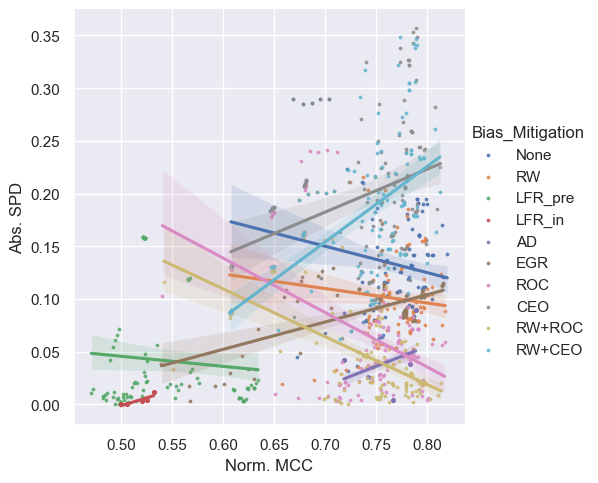 0.35
0.30
0.25
0.20
0.15
0.10
0.05
0.00
Abs. SPD
0.50 0.55 0.60 0.65 0.70 0.75 0.80
Norm. MCC
Bias_Mitigation
None
RW
LFR_pre
LFR_in
AD
EGR
ROC
CEO
RW+ROC
RW+CEO